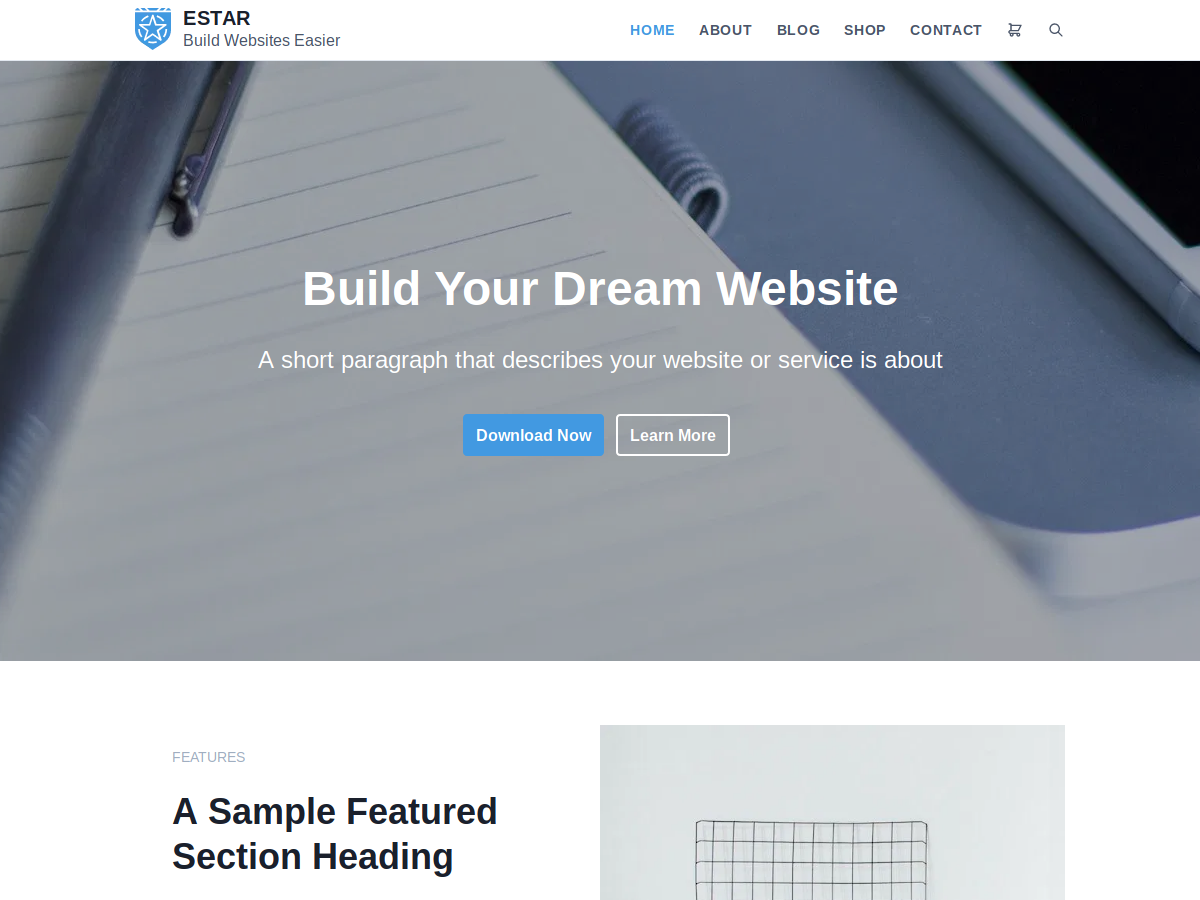 ESTAR
Build Websites Easier
HOME ABOUT BLOG SHOP CONTACT
Build Your Dream Website
A short paragraph that describes your website or service is about
Download Now Learn More
FEATURES
A Sample Featured
Section Heading